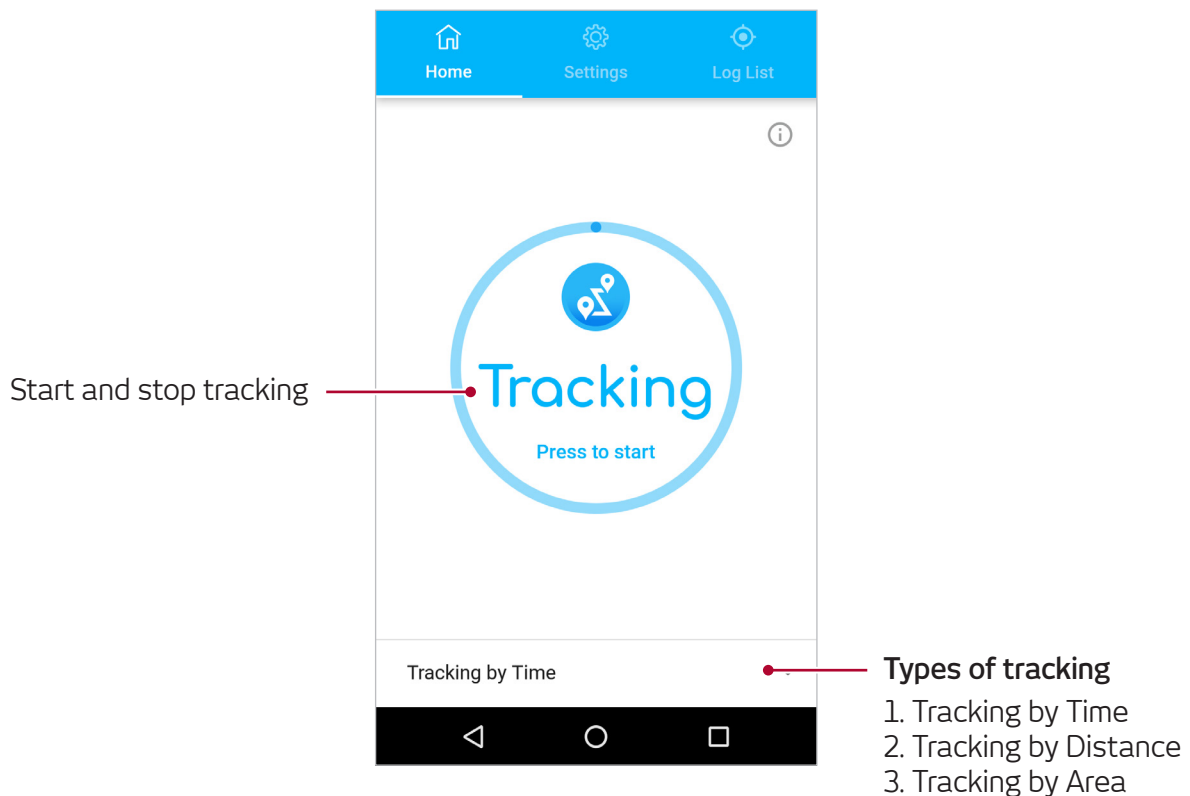 Home
Settings
Log List
Start and stop tracking
Tracking
Press to start
Tracking by Time
Types of tracking
1. Tracking by Time
2. Tracking by Distance
3. Tracking by Area